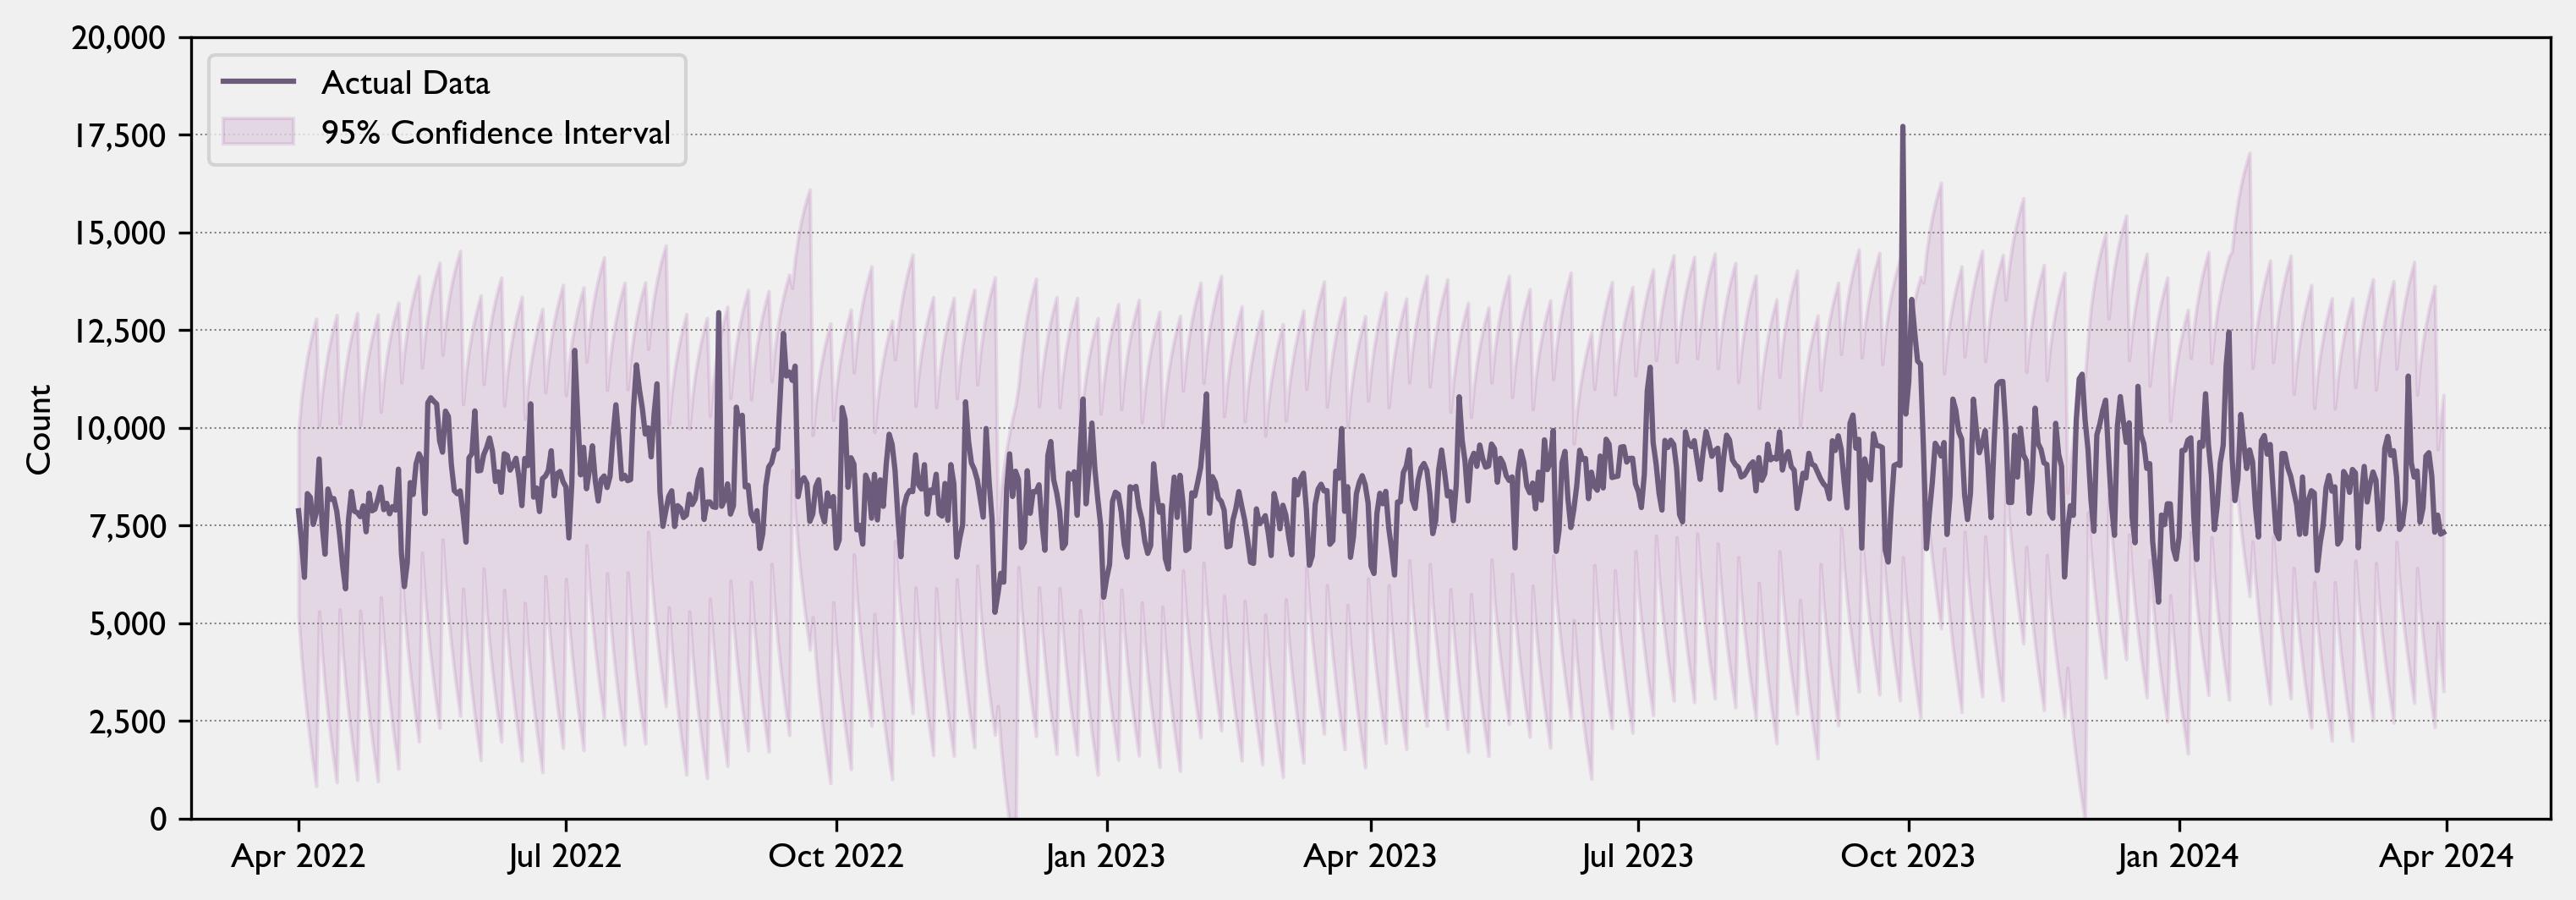 20,000
17,500
15,000
12,500
10,000
7,500
5,000
2,500
0
Count
Actual Data
95% Confidence Interval
Apr 2022
Jul 2022
Oct 2022
Jan 2023
Apr 2023
Jul 2023
Oct 2023
Jan 2024
Apr 2024